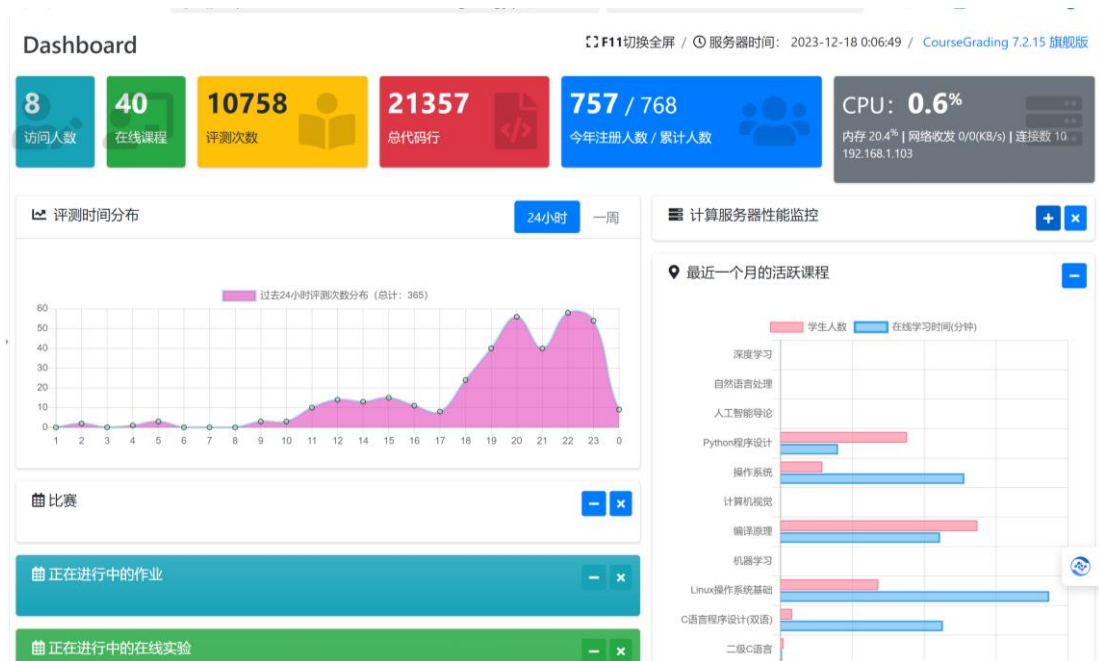 Dashboard
F11切换全屏 / 服务器时间: 2023-12-18 0:06:49 / CourseGrading 7.2.15 旗舰版
8
访问人数
40
在线课程
10758
评测次数
21357
总代码行
757 / 768
今年注册人数 / 累计人数
CPU: 0.6%
内存 20.4% | 网络收发 0/0(KB/s) | 连接数 10
192.168.1.103
评测时间分布
24小时
一周
过去24小时评测次数分布 (总计: 365)
60
50
40
30
20
10
0
1 2 3 4 5 6 7 8 9 10 11 12 14 15 16 17 18 19 20 21 22 23 0
比赛
正在进行中的作业
正在进行中的在线实验
计算服务器性能监控
最近一个月的活跃课程
学生人数 在线学习时间(分钟)
深度学习
自然语言处理
人工智能导论
Python程序设计
操作系统
计算机视觉
编译原理
机器学习
Linux操作系统基础
C语言程序设计(双语)
二级C语言